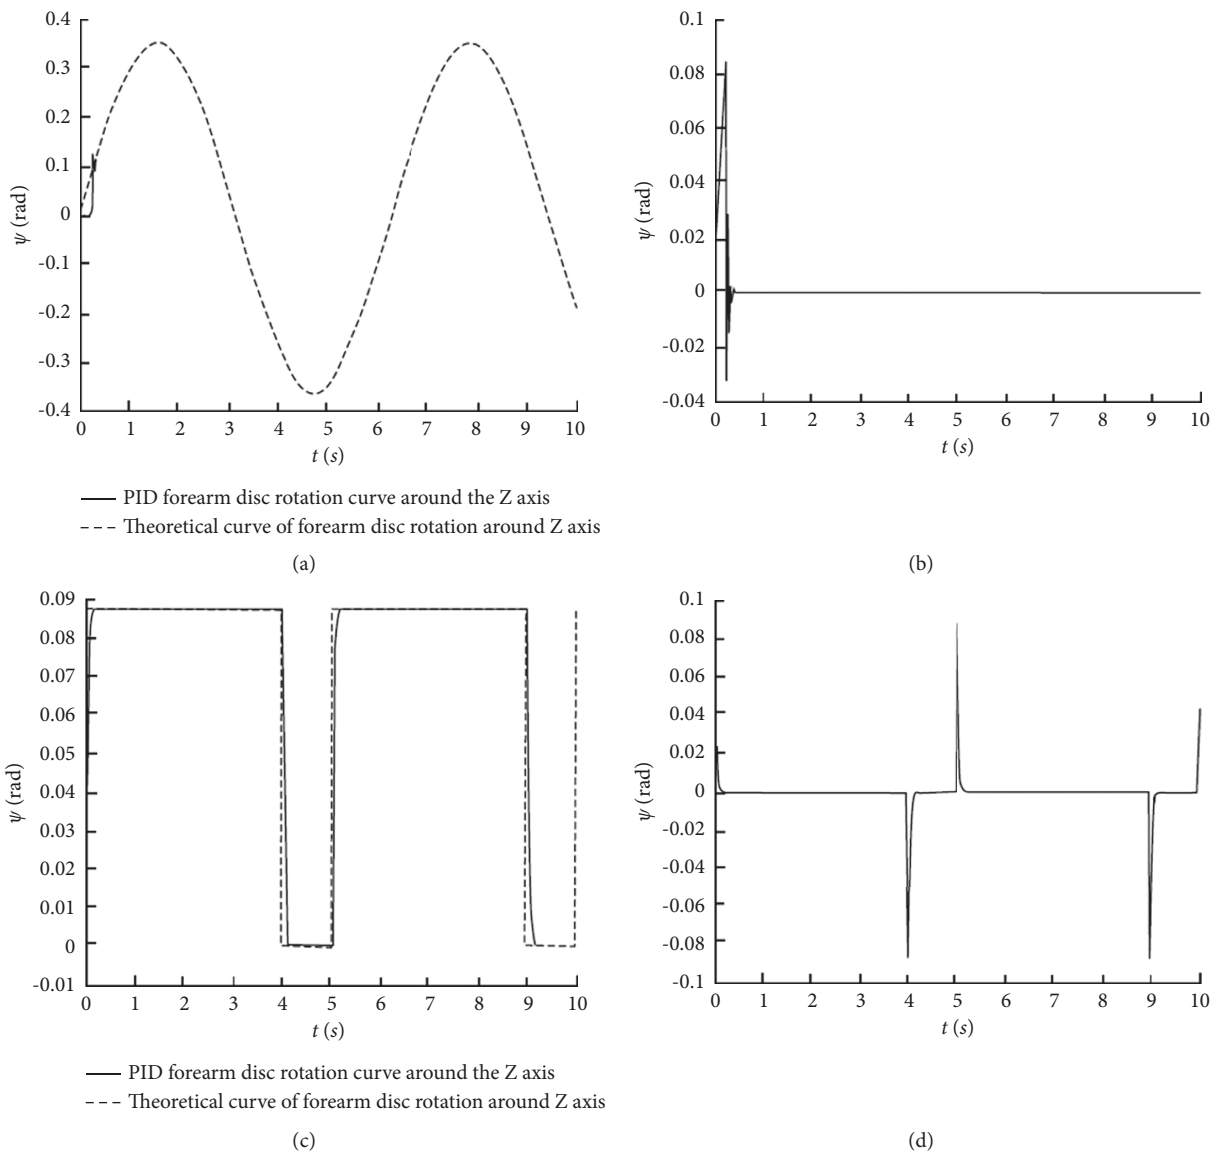 0.4
0.3
0.2
0.1
0
-0.1
-0.2
-0.3
-0.4
ψ (rad)
0 1 2 3 4 5 6 7 8 9 10
t (s)
PID forearm disc rotation curve around the Z axis
Theoretical curve of forearm disc rotation around Z axis
(a)
0.1
0.08
0.06
0.04
0.02
0
-0.02
-0.04
ψ (rad)
0 1 2 3 4 5 6 7 8 9 10
t (s)
(b)
0.09
0.08
0.07
0.06
0.05
0.04
0.03
0.02
0.01
0
-0.01
ψ (rad)
0 1 2 3 4 5 6 7 8 9 10
t (s)
PID forearm disc rotation curve around the Z axis
Theoretical curve of forearm disc rotation around Z axis
(c)
0.1
0.08
0.06
0.04
0.02
0
-0.02
-0.04
-0.06
-0.08
-0.1
ψ (rad)
0 1 2 3 4 5 6 7 8 9 10
t (s)
(d)